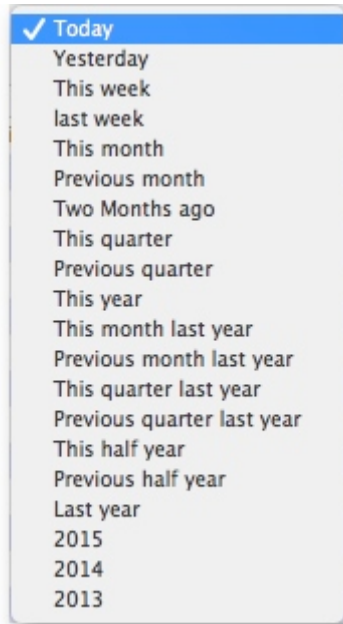 Today
Yesterday
This week
last week
This month
Previous month
Two Months ago
This quarter
Previous quarter
This year
This month last year
Previous month last year
This quarter last year
Previous quarter last year
This half year
Previous half year
Last year
2015
2014
2013